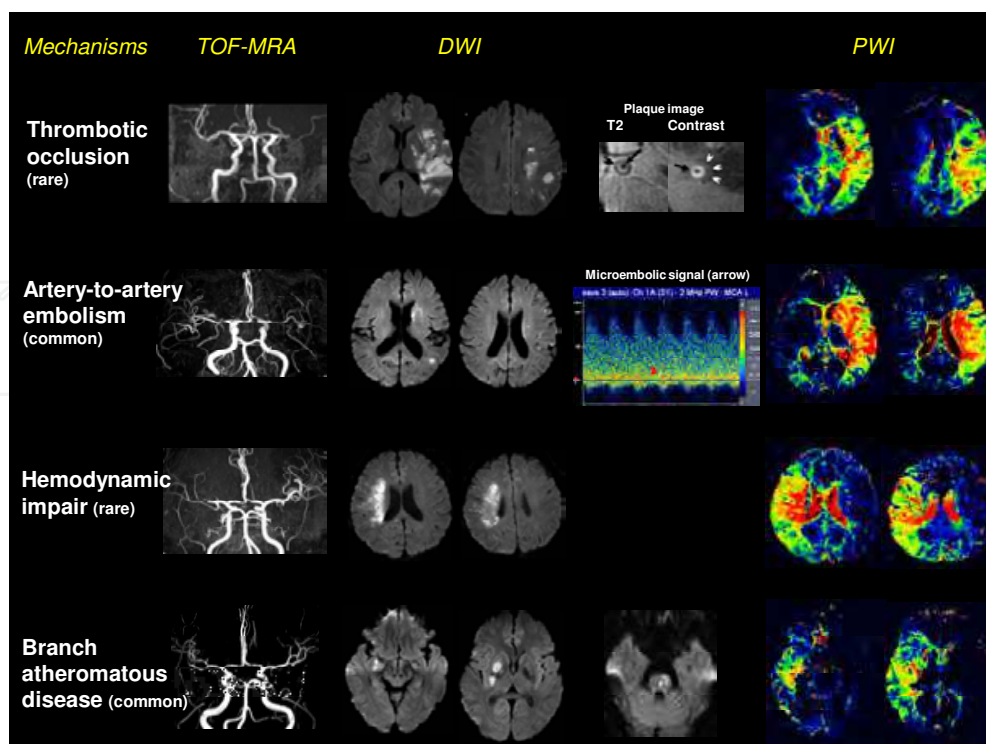 Mechanisms TOF-MRA DWI PWI
Thrombotic
occlusion
(rare)
Plaque image
T2 Contrast
Artery-to-artery
embolism
(common)
Microembolic signal (arrow)
Hemodynamic
impair (rare)
Branch
atheromatous
disease (common)